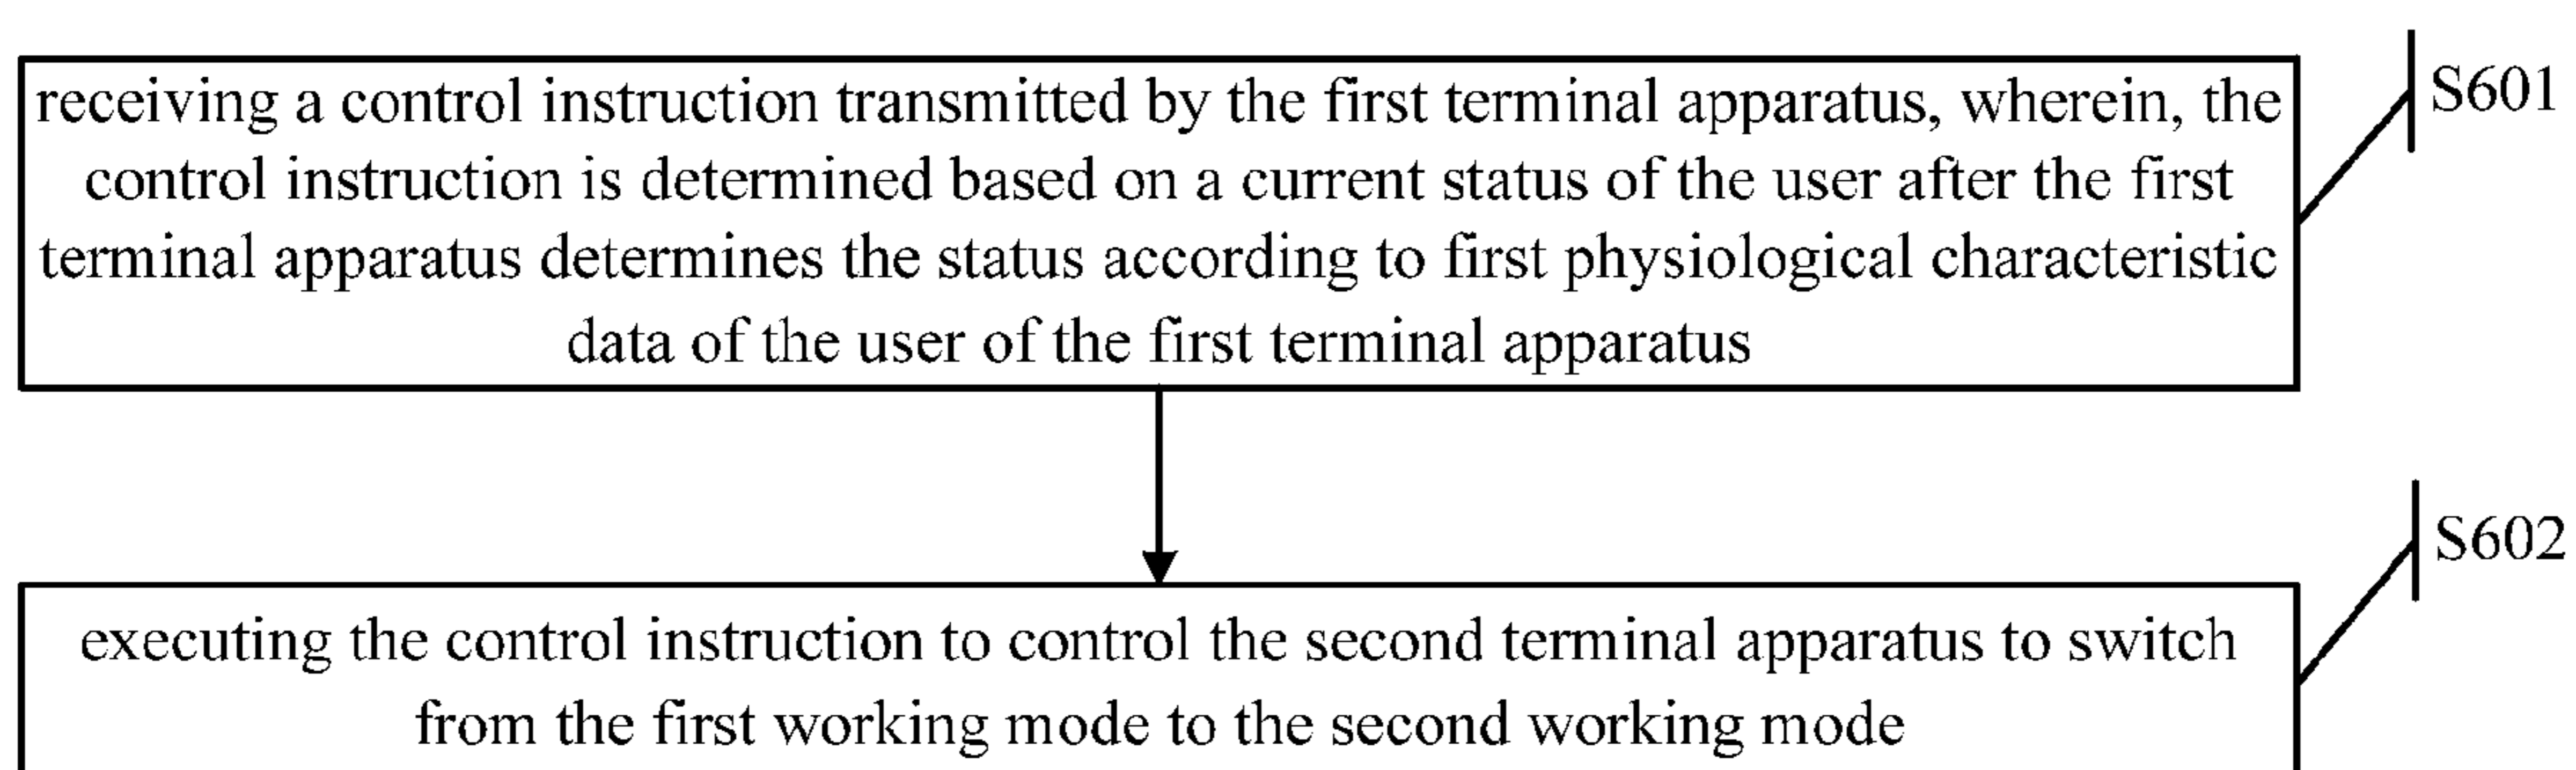 receiving a control instruction transmitted by the first terminal apparatus, wherein, the
control instruction is determined based on a current status of the user after the first
terminal apparatus determines the status according to first physiological characteristic
data of the user of the first terminal apparatus
S601
executing the control instruction to control the second terminal apparatus to switch
from the first working mode to the second working mode
S602